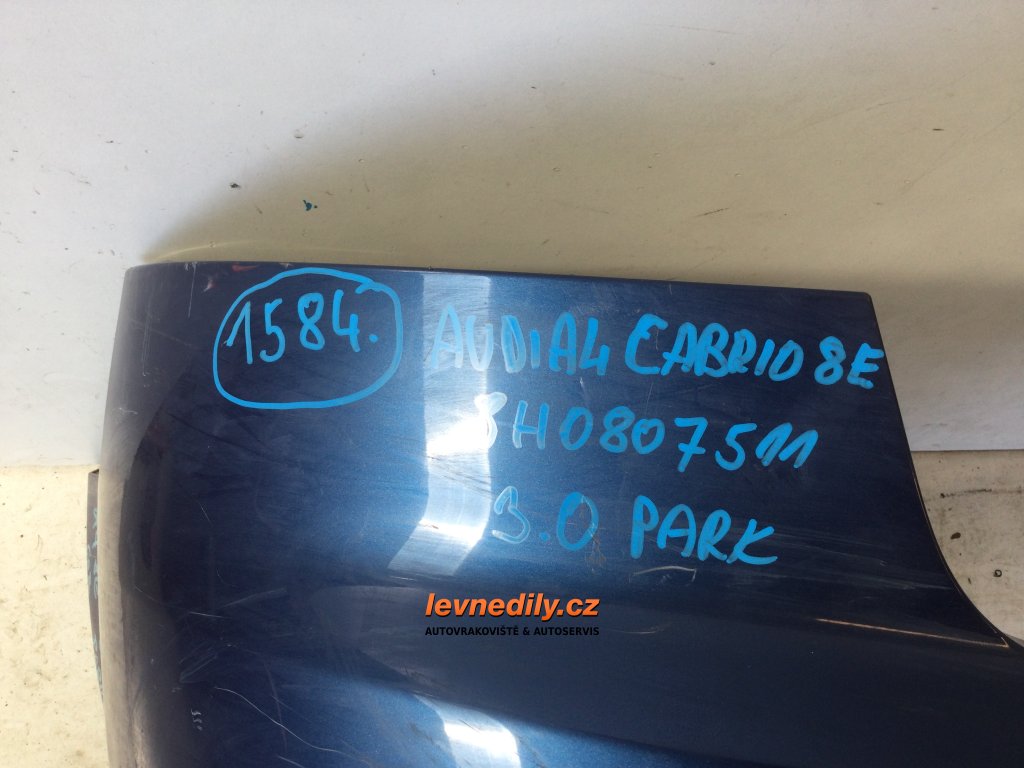 1584.
AUDI A4 CABRIO 8E
8H0807511
3.0 PARK
levnedily.cz
AUTOVRAKOVIŠTĚ & AUTOSERVIS